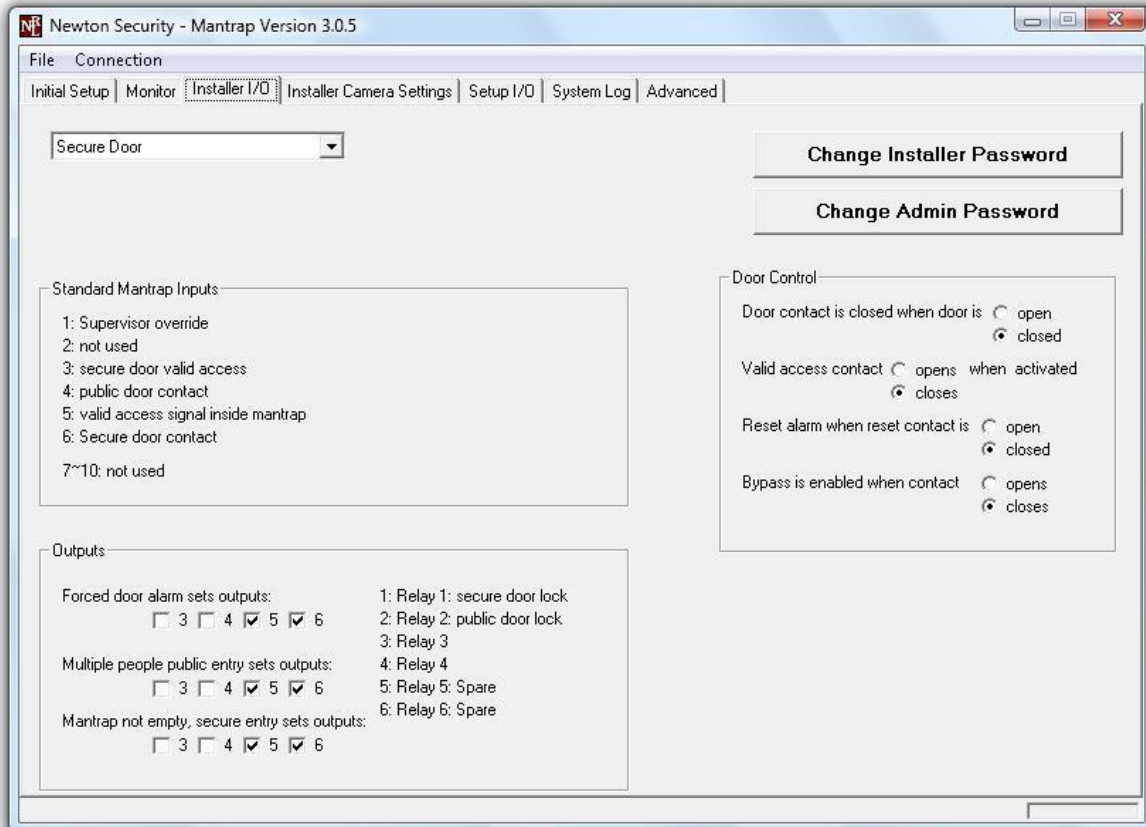 Newton Security - Mantrap Version 3.0.5
File Connection
Initial Setup Monitor Installer I/O Installer Camera Settings Setup I/O System Log Advanced
Secure Door
Change Installer Password
Change Admin Password
Standard Mantrap Inputs
1: Supervisor override
2: not used
3: secure door valid access
4: public door contact
5: valid access signal inside mantrap
6: Secure door contact
7~10: not used
Door Control
Door contact is closed when door is open
closed
Valid access contact opens when activated
closes
Reset alarm when reset contact is open
closed
Bypass is enabled when contact opens
closes
Outputs
Forced door alarm sets outputs:
3 4 5 6
Multiple people public entry sets outputs:
3 4 5 6
Mantrap not empty, secure entry sets outputs:
3 4 5 6
1: Relay 1: secure door lock
2: Relay 2: public door lock
3: Relay 3
4: Relay 4
5: Relay 5: Spare
6: Relay 6: Spare